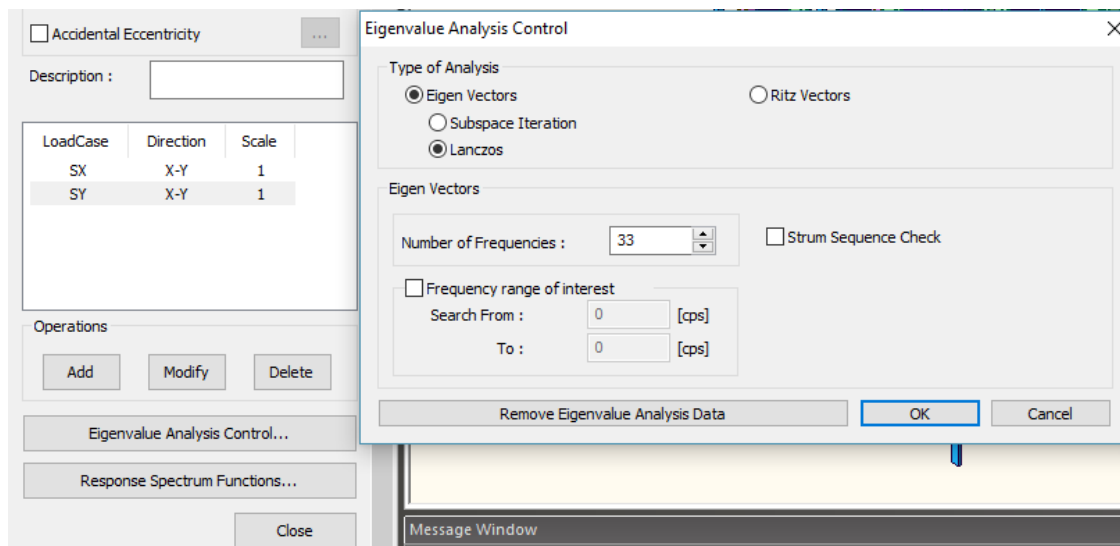 Accidental Eccentricity
...
Description :
LoadCase Direction Scale
SX X-Y 1
SY X-Y 1
Operations
Add Modify Delete
Eigenvalue Analysis Control...
Response Spectrum Functions...
Close
Eigenvalue Analysis Control
Type of Analysis
Eigen Vectors Ritz Vectors
Subspace Iteration
Lanczos
Eigen Vectors
Number of Frequencies : 33 Strum Sequence Check
Frequency range of interest
Search From : 0 [cps]
To : 0 [cps]
Remove Eigenvalue Analysis Data OK Cancel
Message Window